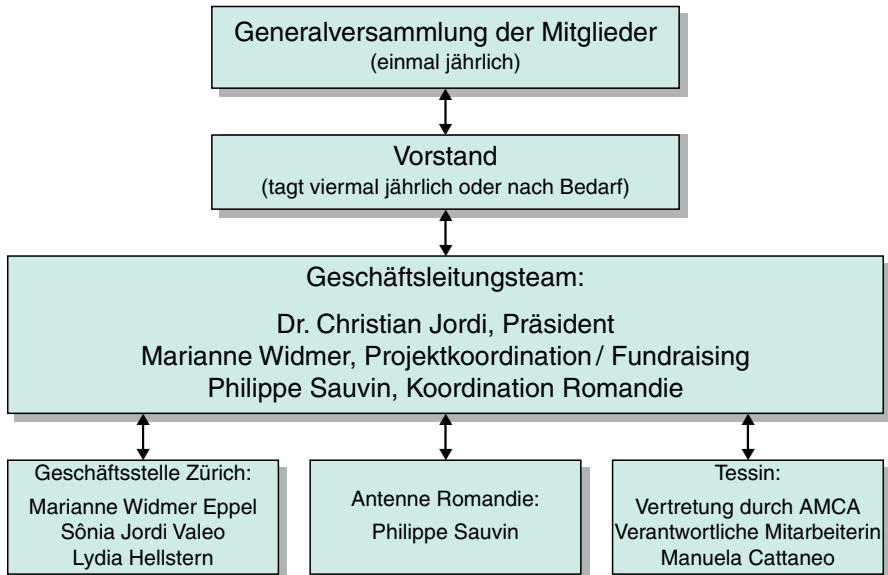 Generalversammlung der Mitglieder
(einmal jährlich)
Vorstand
(tagt viermal jährlich oder nach Bedarf)
Geschäftsleitungsteam:
Dr. Christian Jordi, Präsident
Marianne Widmer, Projektkoordination / Fundraising
Philippe Sauvin, Koordination Romandie
Geschäftsstelle Zürich:
Marianne Widmer Eppel
Sônia Jordi Valeo
Lydia Hellstern
Antenne Romandie:
Philippe Sauvin
Tessin:
Vertretung durch AMCA
Verantwortliche Mitarbeiterin
Manuela Cattaneo